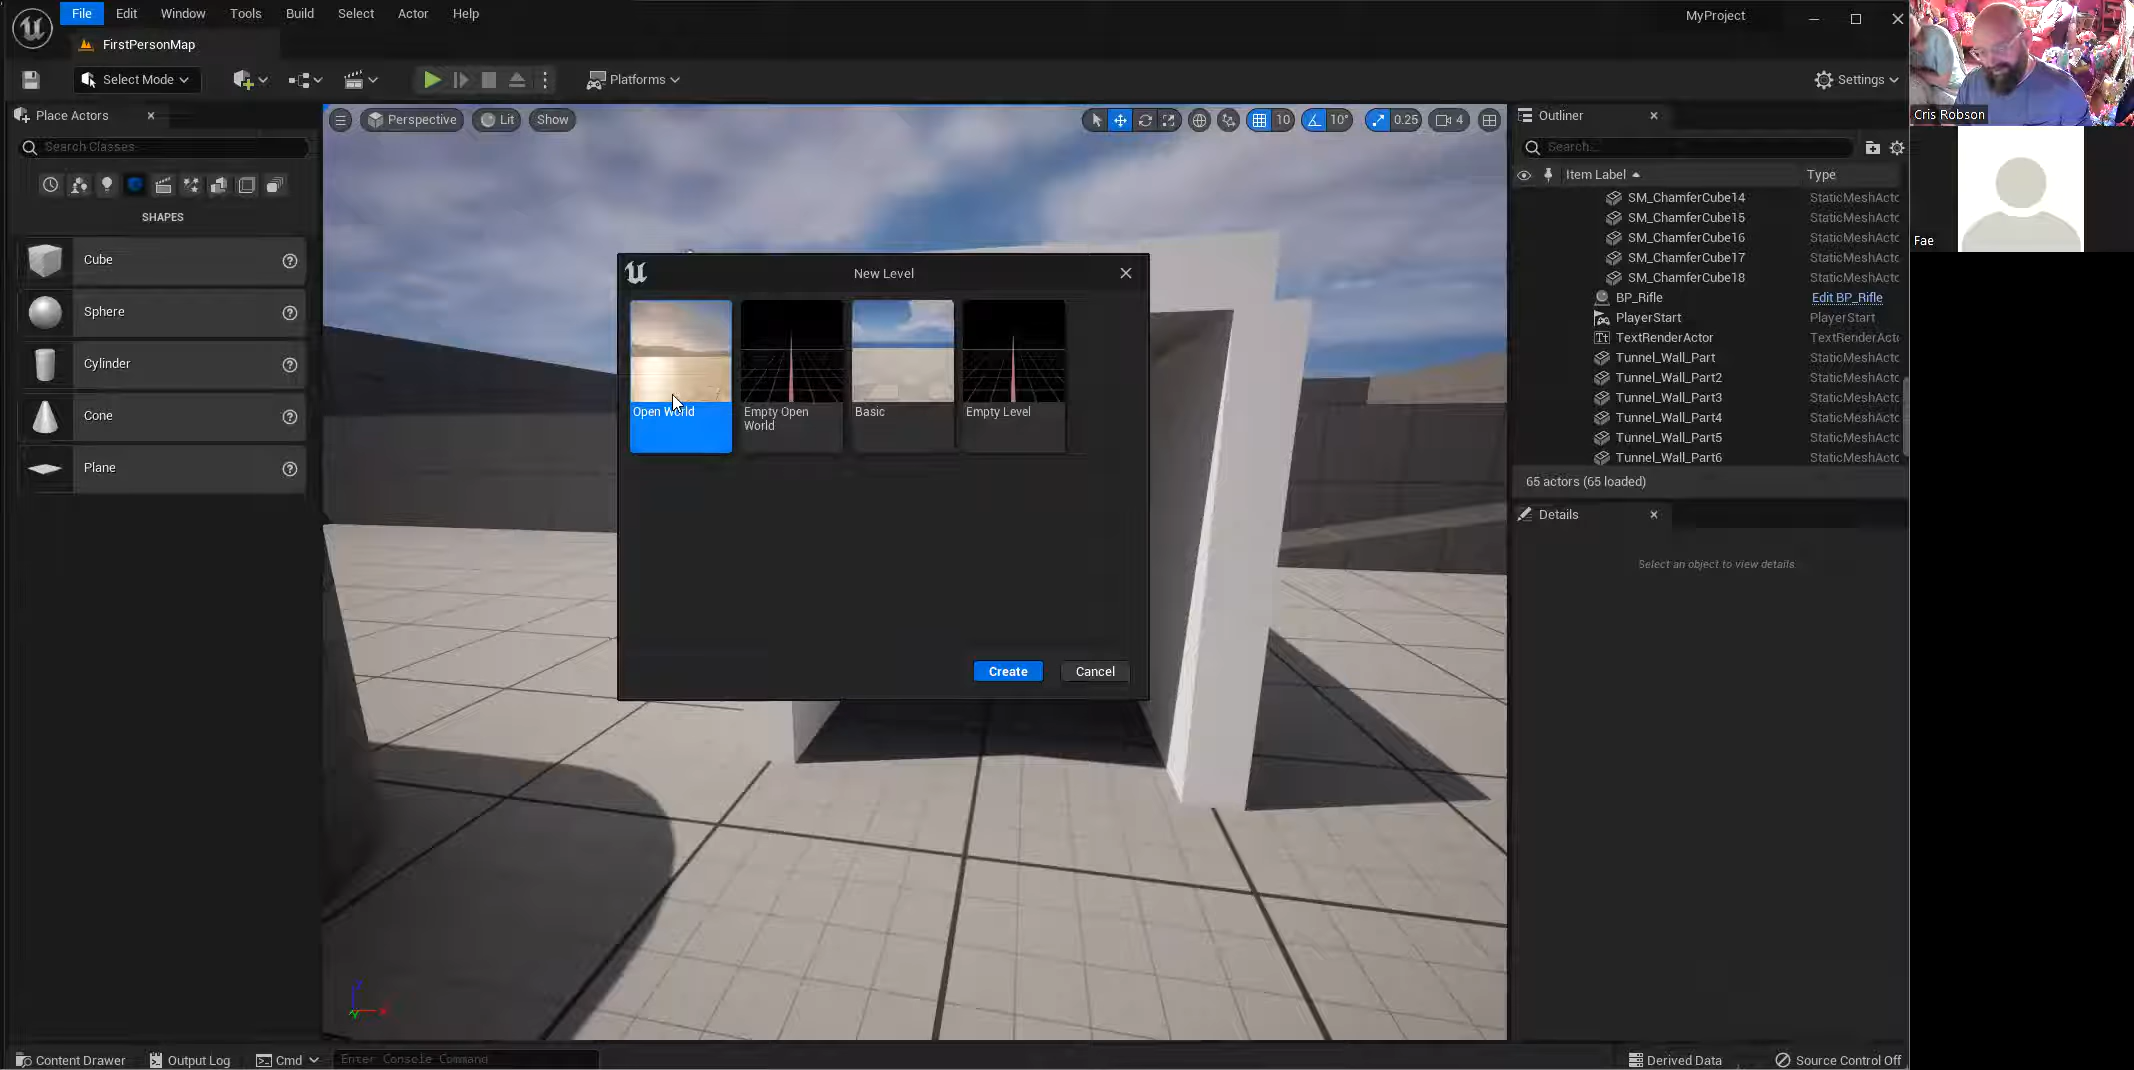 File Edit Window Tools Build Select Actor Help
MyProject
FirstPersonMap
Select Mode
Platforms
Settings
Place Actors
Search Classes
SHAPES
Cube
Sphere
Cylinder
Cone
Plane
Perspective
Lit
Show
10
10°
0.25
4
New Level
Open World
Empty Open
World
Basic
Empty Level
Create
Cancel
Outliner
Search...
Item Label
Type
SM_ChamferCube14 StaticMeshActo
SM_ChamferCube15 StaticMeshActo
SM_ChamferCube16 StaticMeshActo
SM_ChamferCube17 StaticMeshActo
SM_ChamferCube18 StaticMeshActo
BP_Rifle Edit BP_Rifle
PlayerStart PlayerStart
TextRenderActor TextRenderActo
Tunnel_Wall_Part StaticMeshActo
Tunnel_Wall_Part2 StaticMeshActo
Tunnel_Wall_Part3 StaticMeshActo
Tunnel_Wall_Part4 StaticMeshActo
Tunnel_Wall_Part5 StaticMeshActo
Tunnel_Wall_Part6 StaticMeshActo
65 actors (65 loaded)
Details
Select an object to view details.
Cris Robson
Fae
Content Drawer
Output Log
Cmd
Enter Console Command
Derived Data
Source Control Off